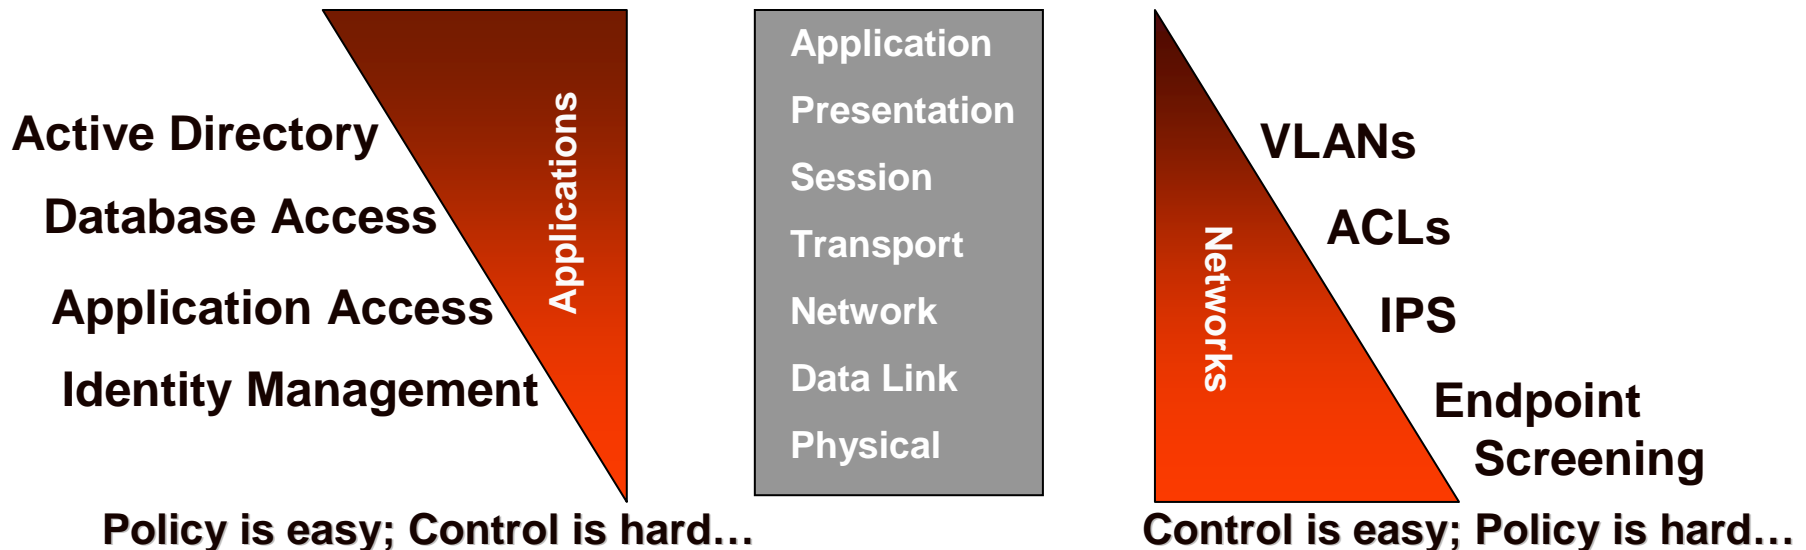 Active Directory
Database Access
Application Access
Identity Management
Applications
Policy is easy; Control is hard…
Application
Presentation
Session
Transport
Network
Data Link
Physical
Networks
VLANs
ACLs
IPS
Endpoint
Screening
Control is easy; Policy is hard…